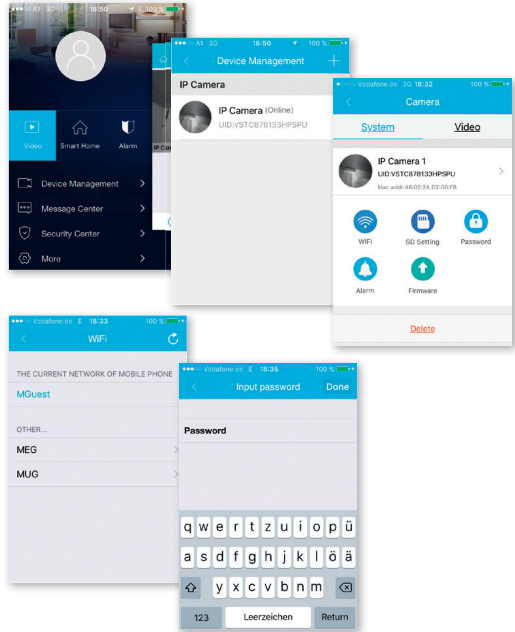 A1 3G 16:50 100 %
Video
Smart Home
Alarm
Device Management
Message Center
Security Center
More
A1 3G 16:50 100 %
Device Management
IP Camera
IP Camera (Online)
UID:VSTC878133HPSPU
Vodafone.de 3G 18:32 100 %
Camera
System Video
IP Camera 1
UID:VSTC878133HPSPU
Mac addr:48:02:2A:D2:00:FB
WiFi SD Setting Password
Alarm Firmware
Delete
Vodafone.de E 18:33 100 %
WiFi
THE CURRENT NETWORK OF MOBILE PHONE
MGuest
OTHER...
MEG
MUG
Vodafone.de E 18:35 100 %
Input password Done
Password
q w e r t z u i o p ü
a s d f g h j k l ö ä
y x c v b n m
123 Leerzeichen Return